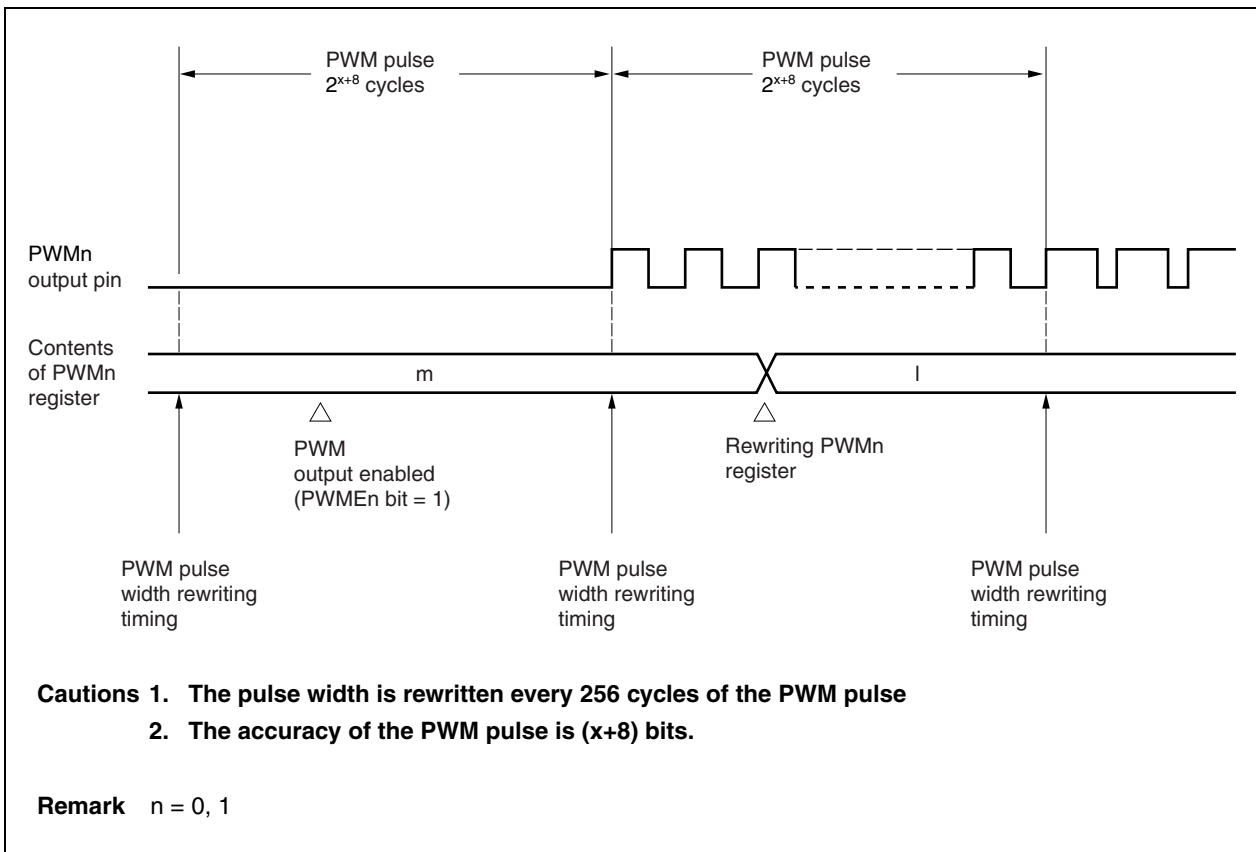 PWM pulse
2^{x+8} cycles
PWM pulse
2^{x+8} cycles
PWMn
output pin
Contents
of PWMn
register
m
l
PWM
output enabled
(PWMEn bit = 1)
Rewriting PWMn
register
PWM pulse
width rewriting
timing
PWM pulse
width rewriting
timing
PWM pulse
width rewriting
timing
Cautions 1. The pulse width is rewritten every 256 cycles of the PWM pulse
2. The accuracy of the PWM pulse is (x+8) bits.
Remark n = 0, 1